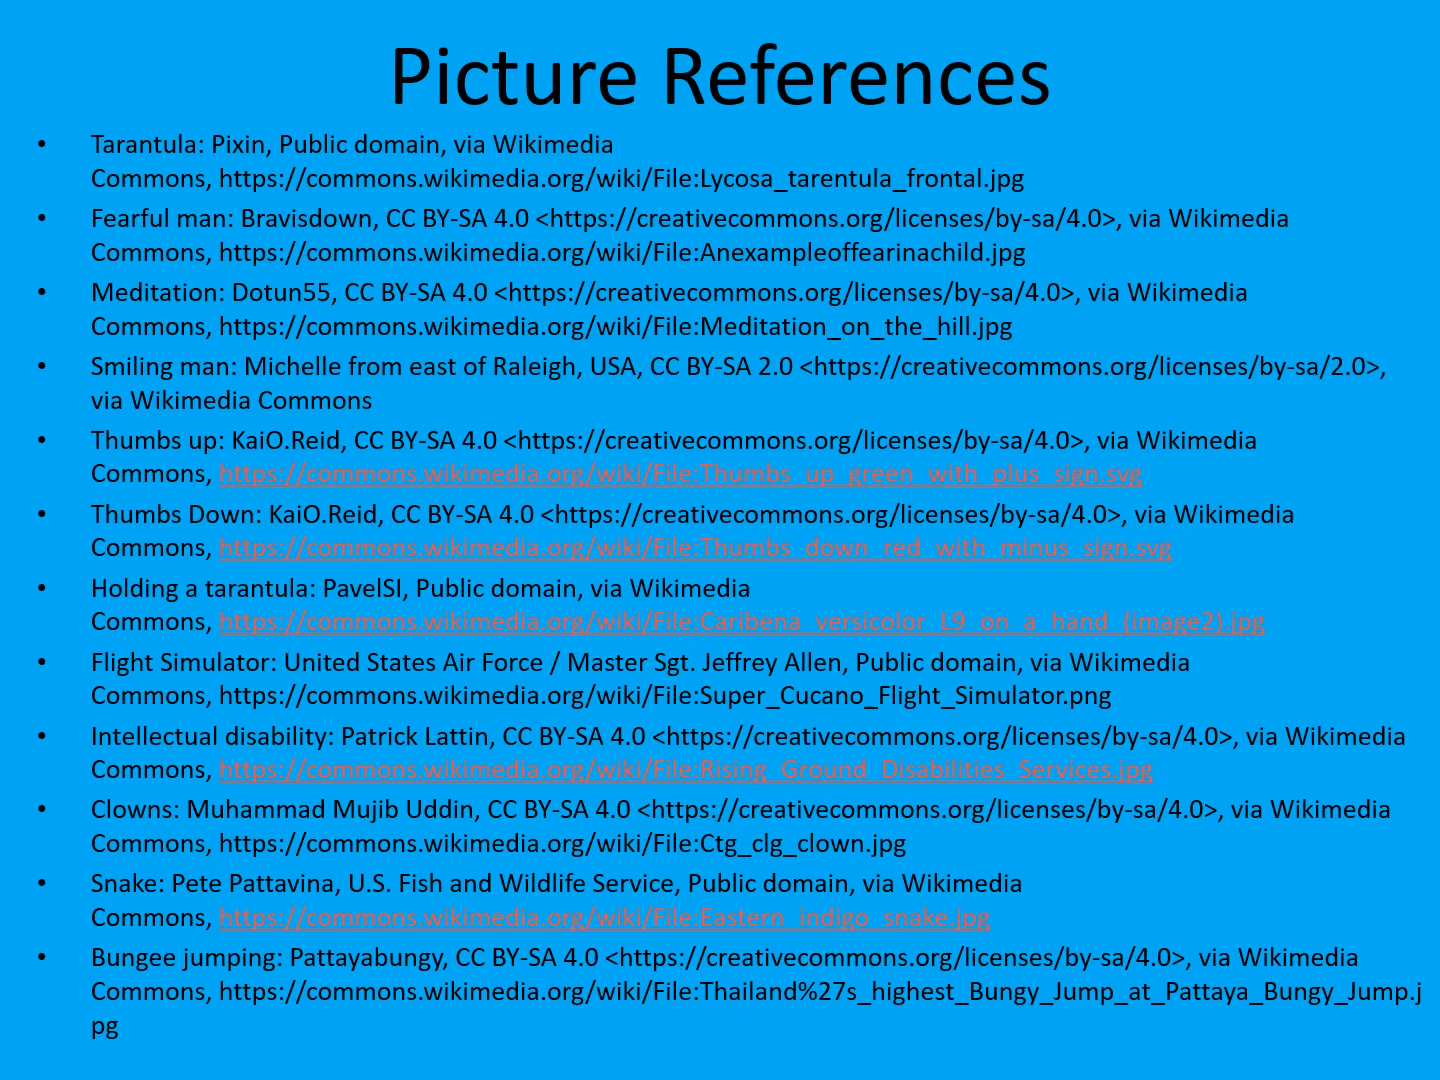 Picture References
• Tarantula: Pixin, Public domain, via Wikimedia
Commons, https://commons.wikimedia.org/wiki/File:Lycosa_tarentula_frontal.jpg
• Fearful man: Bravisdown, CC BY-SA 4.0 <https://creativecommons.org/licenses/by-sa/4.0>, via Wikimedia
Commons, https://commons.wikimedia.org/wiki/File:Anexampleoffearinachild.jpg
• Meditation: Dotun55, CC BY-SA 4.0 <https://creativecommons.org/licenses/by-sa/4.0>, via Wikimedia
Commons, https://commons.wikimedia.org/wiki/File:Meditation_on_the_hill.jpg
• Smiling man: Michelle from east of Raleigh, USA, CC BY-SA 2.0 <https://creativecommons.org/licenses/by-sa/2.0>,
via Wikimedia Commons
• Thumbs up: KaiO.Reid, CC BY-SA 4.0 <https://creativecommons.org/licenses/by-sa/4.0>, via Wikimedia
Commons, https://commons.wikimedia.org/wiki/File:Thumbs_up_green_with_plus_sign.svg
• Thumbs Down: KaiO.Reid, CC BY-SA 4.0 <https://creativecommons.org/licenses/by-sa/4.0>, via Wikimedia
Commons, https://commons.wikimedia.org/wiki/File:Thumbs_down_red_with_minus_sign.svg
• Holding a tarantula: PavelSI, Public domain, via Wikimedia
Commons, https://commons.wikimedia.org/wiki/File:Caribena_versicolor_L9_on_a_hand_(image2).jpg
• Flight Simulator: United States Air Force / Master Sgt. Jeffrey Allen, Public domain, via Wikimedia
Commons, https://commons.wikimedia.org/wiki/File:Super_Cucano_Flight_Simulator.png
• Intellectual disability: Patrick Lattin, CC BY-SA 4.0 <https://creativecommons.org/licenses/by-sa/4.0>, via Wikimedia
Commons, https://commons.wikimedia.org/wiki/File:Rising_Ground_Disabilities_Services.jpg
• Clowns: Muhammad Mujib Uddin, CC BY-SA 4.0 <https://creativecommons.org/licenses/by-sa/4.0>, via Wikimedia
Commons, https://commons.wikimedia.org/wiki/File:Ctg_clg_clown.jpg
• Snake: Pete Pattavina, U.S. Fish and Wildlife Service, Public domain, via Wikimedia
Commons, https://commons.wikimedia.org/wiki/File:Eastern_indigo_snake.jpg
• Bungee jumping: Pattayabungy, CC BY-SA 4.0 <https://creativecommons.org/licenses/by-sa/4.0>, via Wikimedia
Commons, https://commons.wikimedia.org/wiki/File:Thailand%27s_highest_Bungy_Jump_at_Pattaya_Bungy_Jump.j
pg